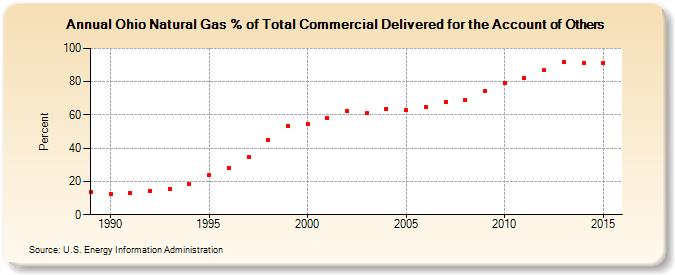 Annual Ohio Natural Gas % of Total Commercial Delivered for the Account of Others
Percent
100
80
60
40
20
0
1990 1995 2000 2005 2010 2015
Source: U.S. Energy Information Administration